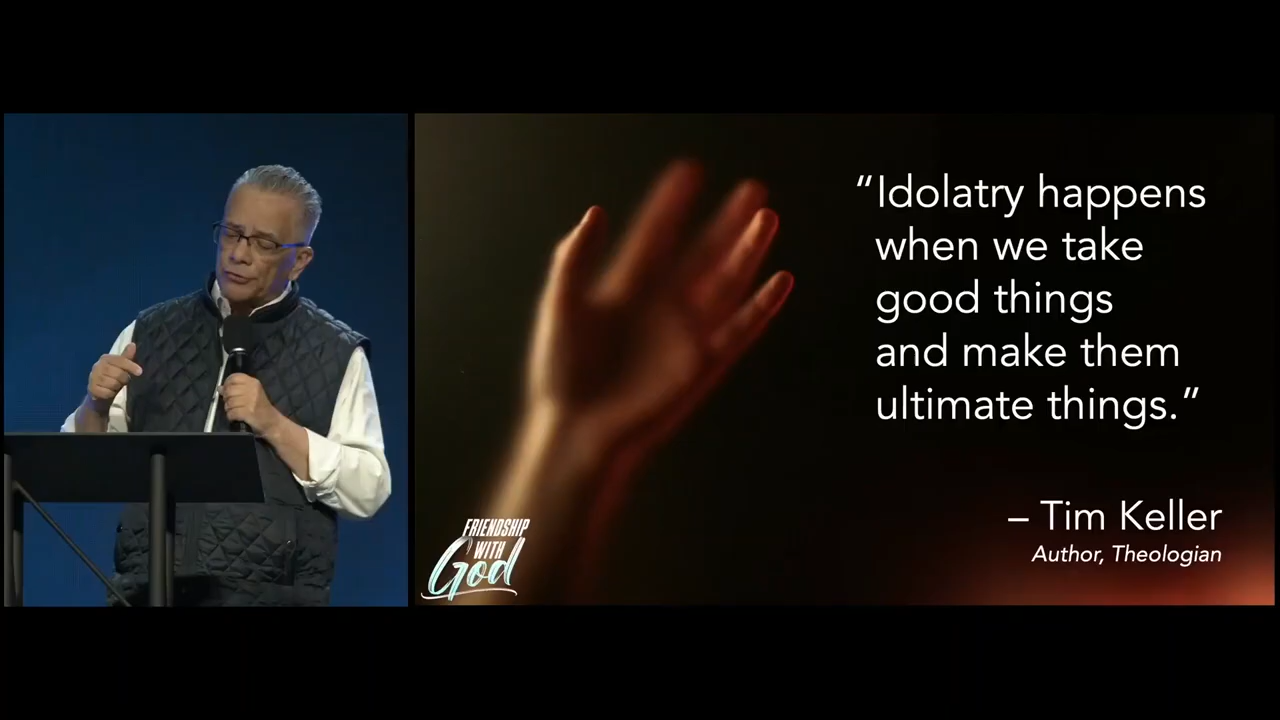 “Idolatry happens
when we take
good things
and make them
ultimate things.”
– Tim Keller
Author, Theologian
FRIENDSHIP
WITH
God